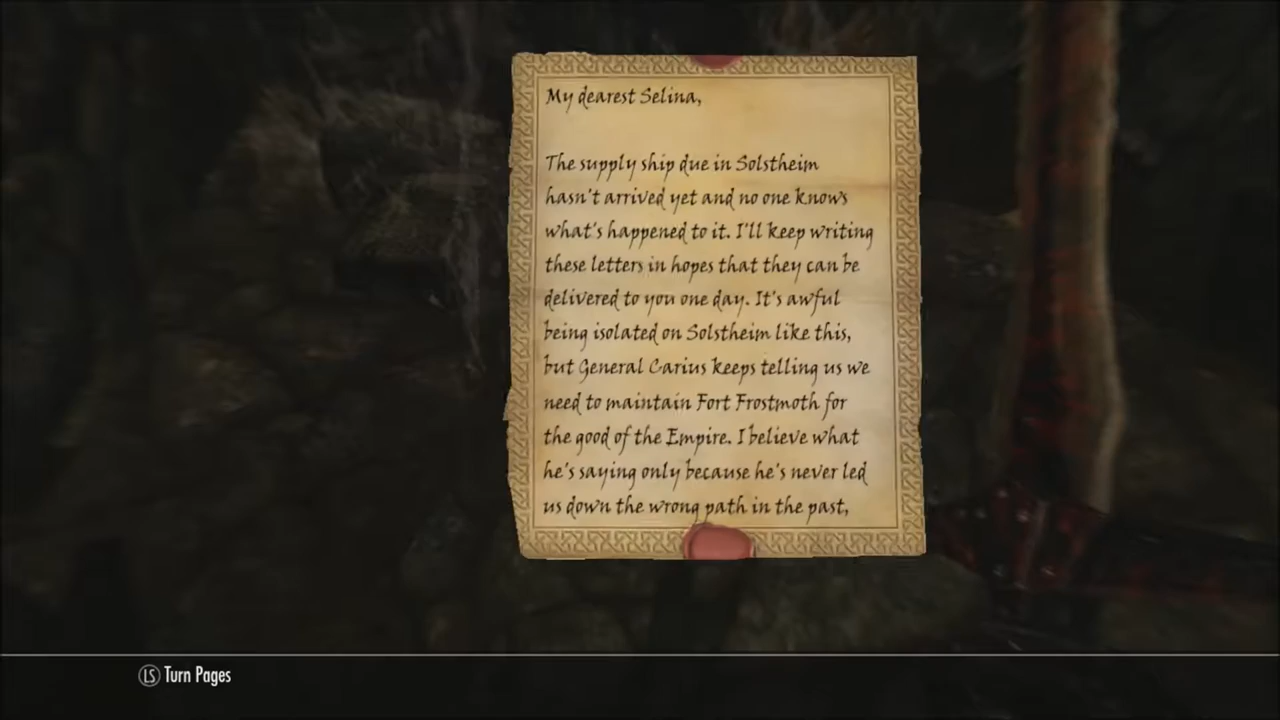 My dearest Selina,
The supply ship due in Solstheim
hasn't arrived yet and no one knows
what's happened to it. I'll keep writing
these letters in hopes that they can be
delivered to you one day. It's awful
being isolated on Solstheim like this,
but General Carius keeps telling us we
need to maintain Fort Frostmoth for
the good of the Empire. I believe what
he's saying only because he's never led
us down the wrong path in the past,
LS Turn Pages